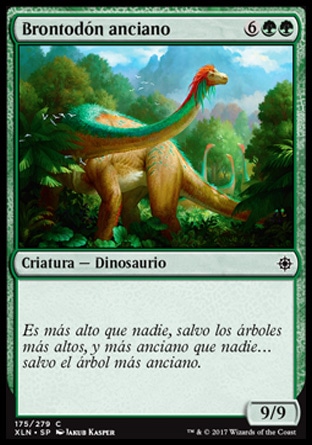 Brontodón anciano 6
Criatura — Dinosaurio
Es más alto que nadie, salvo los árboles
más altos, y más anciano que nadie...
salvo el árbol más anciano.
175/279 C
XLN • SP Jakub Kasper
™ & © 2017 Wizards of the Coast
9/9